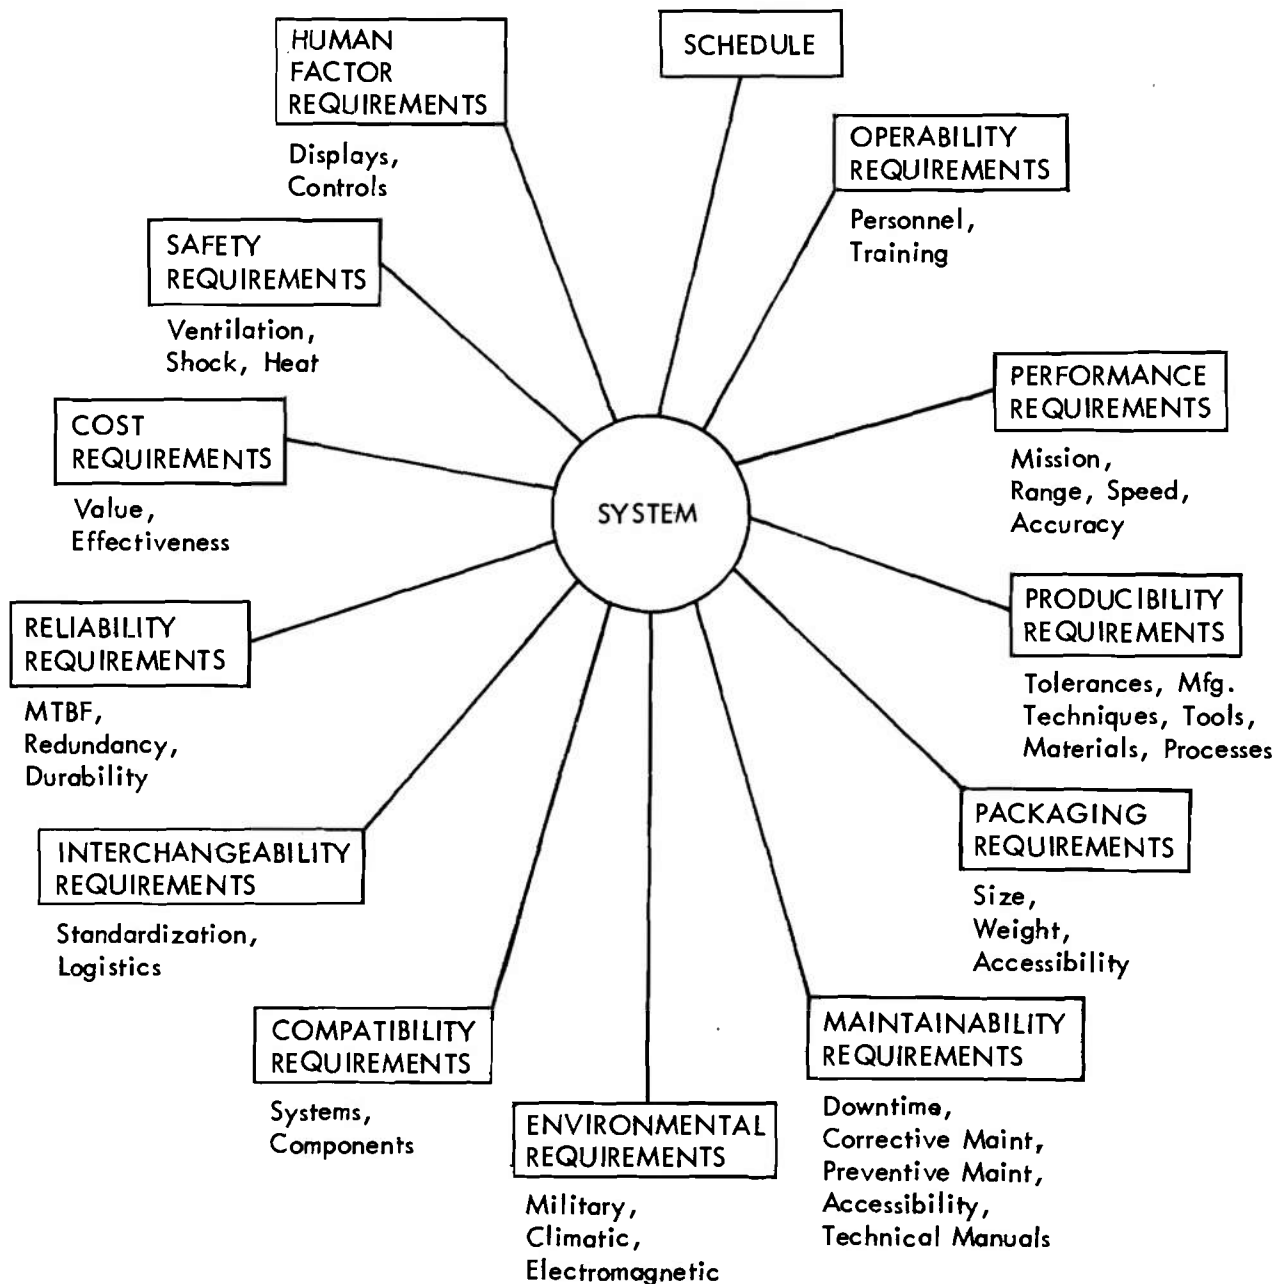 HUMAN
FACTOR
REQUIREMENTS
Displays,
Controls
SCHEDULE
OPERABILITY
REQUIREMENTS
Personnel,
Training
SAFETY
REQUIREMENTS
Ventilation,
Shock, Heat
PERFORMANCE
REQUIREMENTS
Mission,
Range, Speed,
Accuracy
COST
REQUIREMENTS
Value,
Effectiveness
SYSTEM
PRODUCIBILITY
REQUIREMENTS
Tolerances, Mfg.
Techniques, Tools,
Materials, Processes
RELIABILITY
REQUIREMENTS
MTBF,
Redundancy,
Durability
PACKAGING
REQUIREMENTS
Size,
Weight,
Accessibility
INTERCHANGEABILITY
REQUIREMENTS
Standardization,
Logistics
MAINTAINABILITY
REQUIREMENTS
Downtime,
Corrective Maint,
Preventive Maint,
Accessibility,
Technical Manuals
COMPATIBILITY
REQUIREMENTS
Systems,
Components
ENVIRONMENTAL
REQUIREMENTS
Military,
Climatic,
Electromagnetic